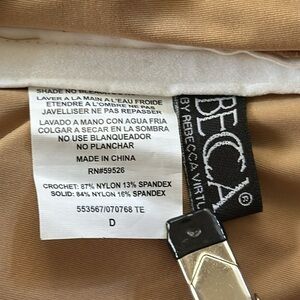 SHADE NO BLEACH
LAVER A LA MAIN A L'EAU FROIDE
ETENDRE A L'OMBRE NE PAS
JAVELLISER NE PAS REPASSER
LAVADO A MANO CON AGUA FRIA
COLGAR A SECAR EN LA SOMBRA
NO USE BLANQUEADOR
NO PLANCHAR
MADE IN CHINA
RN#59526
CROCHET: 87% NYLON 13% SPANDEX
SOLID: 84% NYLON 16% SPANDEX
553567/070768 TE
D
BECCA®
BY REBECCA VIRTU